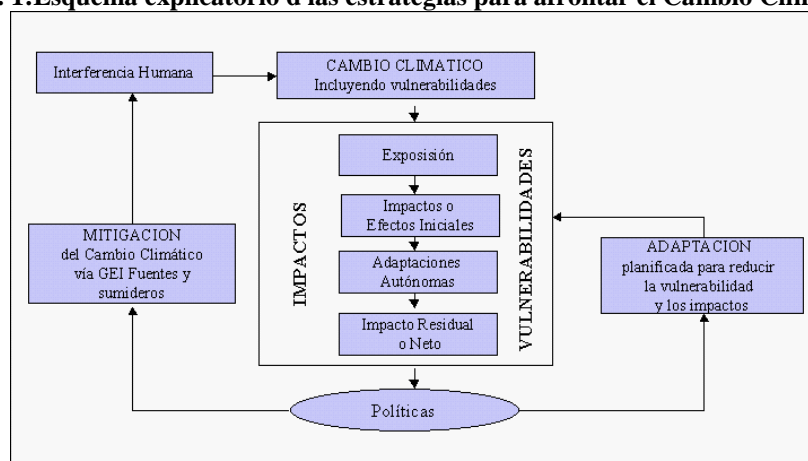 . 1.Esquema explicatorio d las estrategias para afrontar el Cambio
Interferencia Humana
CAMBIO CLIMATICO
Incluyendo vulnerabilidades
IMPACTOS
Exposición
Impactos o
Efectos Iniciales
Adaptaciones
Autónomas
Impacto Residual
o Neto
VULNERABILIDADES
MITIGACION
del Cambio Climático
vía GEI Fuentes y
sumideros
ADAPTACION
planificada para reducir
la vulnerabilidad
y los impactos
Políticas